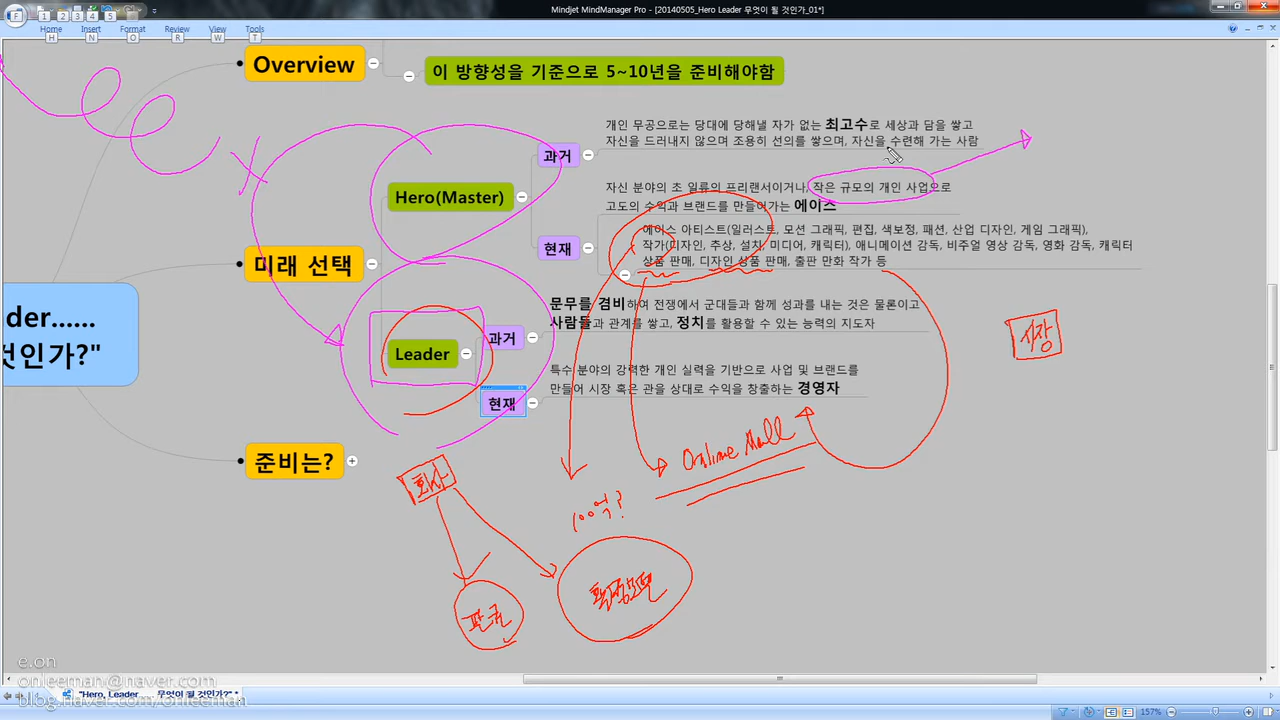 Mindjet MindManager Pro - [20140505_Hero Leader 무엇이 될 것인가_01*]
F 1 2 3 4 5
Home Insert Format Review View Tools
H N O R W T
Overview
이 방향성을 기준으로 5~10년을 준비해야함
der......
것인가?"
미래 선택
Hero(Master)
과거
개인 무공으로는 당대에 당해낼 자가 없는 최고수로 세상과 담을 쌓고
자신을 드러내지 않으며 조용히 선의를 쌓으며, 자신을 수련해 가는 사람
현재
자신 분야의 초 일류의 프리랜서이거나, 작은 규모의 개인 사업으로
고도의 수익과 브랜드를 만들어가는 에이스
에이스 아티스트(일러스트, 모션 그래픽, 편집, 색보정, 패션, 산업 디자인, 게임 그래픽),
작가(디자인, 추상, 설치, 미디어, 캐릭터), 애니메이션 감독, 비주얼 영상 감독, 영화 감독, 캐릭터
상품 판매, 디자인 상품 판매, 출판 만화 작가 등
Leader
과거
문무를 겸비하여 전쟁에서 군대들과 함께 성과를 내는 것은 물론이고
사람들과 관계를 쌓고, 정치를 활용할 수 있는 능력의 지도자
현재
특수 분야의 강력한 개인 실력을 기반으로 사업 및 브랜드를
만들어 시장 혹은 관을 상대로 수익을 창출하는 경영자
시장
준비는?
Online Mall
회사
100억?
e.on
onleeman@naver.com
blog.naver.com/onleeman
"Hero, Leader 무엇이 될 것인가?"*
157%